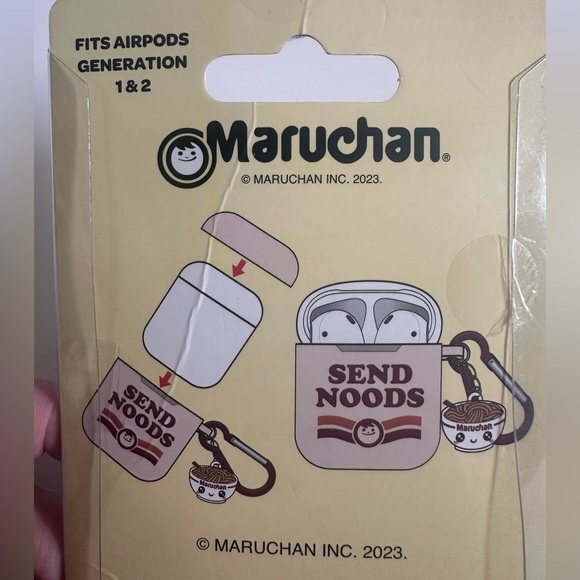 FITS AIRPODS
GENERATION
1 & 2
Maruchan®
© MARUCHAN INC. 2023.
SEND
NOODS
Maruchan
SEND
NOODS
Maruchan
© MARUCHAN INC. 2023.